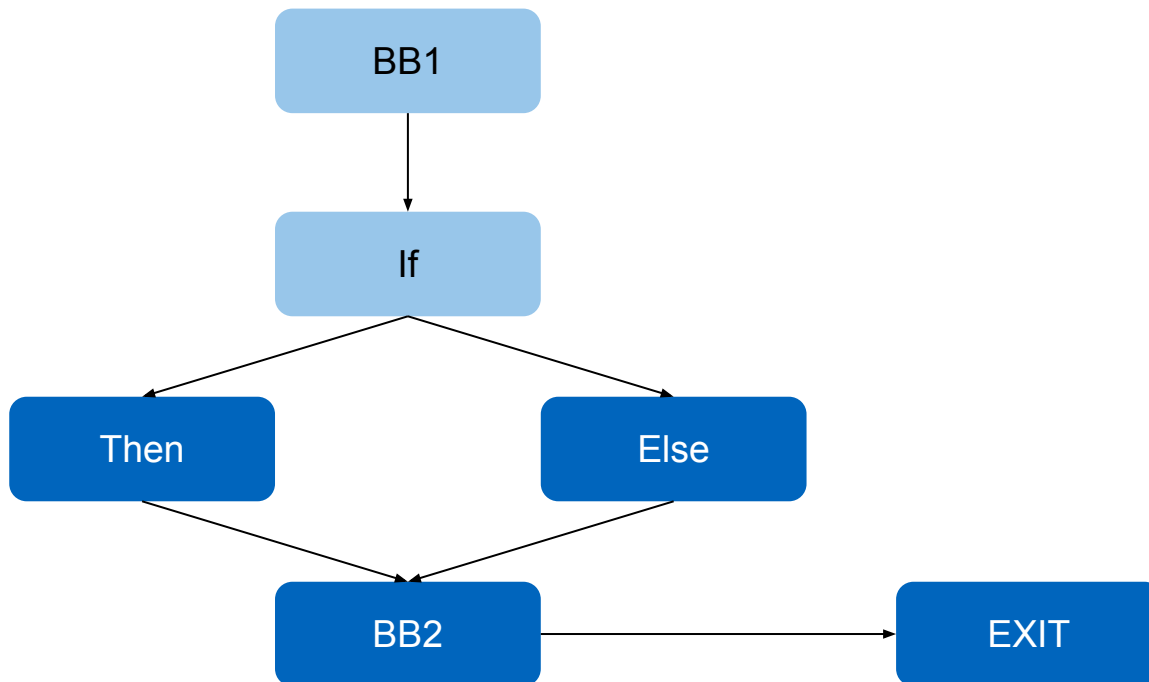 BB1
If
Then
Else
BB2
EXIT